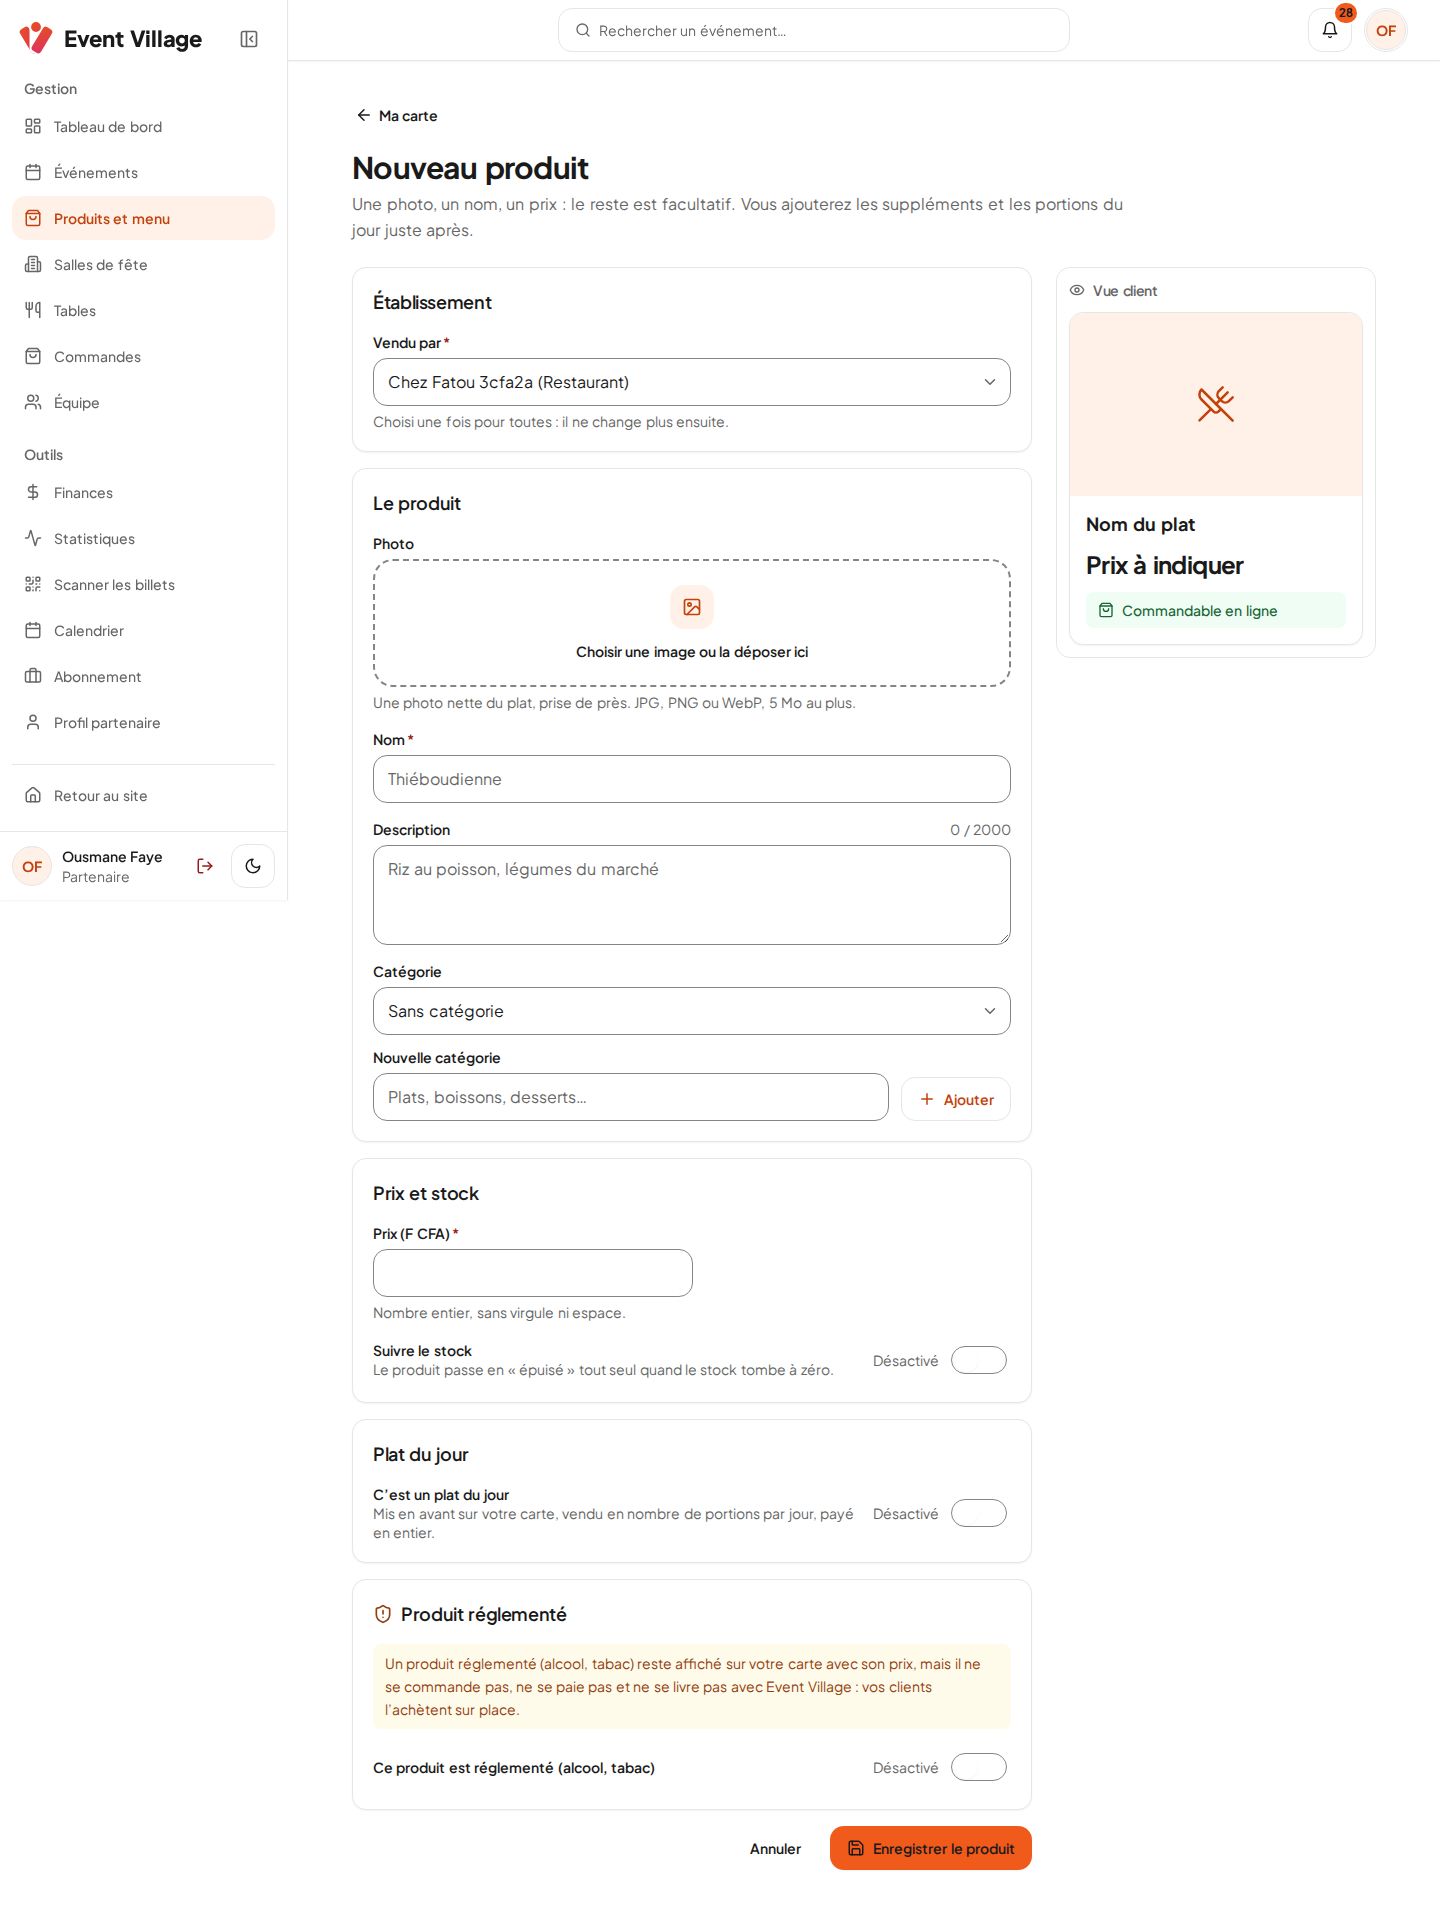 Event Village
Gestion
Tableau de bord
Événements
Produits et menu
Salles de fête
Tables
Commandes
Équipe
Outils
Finances
Statistiques
Scanner les billets
Calendrier
Abonnement
Profil partenaire
Retour au site
OF
Ousmane Faye
Partenaire
Rechercher un événement...
28
OF
Ma carte
Nouveau produit
Une photo, un nom, un prix : le reste est facultatif. Vous ajouterez les suppléments et les portions du
jour juste après.
Établissement
Vendu par *
Chez Fatou 3cfa2a (Restaurant)
Choisi une fois pour toutes : il ne change plus ensuite.
Le produit
Photo
Choisir une image ou la déposer ici
Une photo nette du plat, prise de près. JPG, PNG ou WebP, 5 Mo au plus.
Nom *
Thiéboudienne
Description
0 / 2000
Riz au poisson, légumes du marché
Catégorie
Sans catégorie
Nouvelle catégorie
Plats, boissons, desserts...
Ajouter
Prix et stock
Prix (F CFA) *
Nombre entier, sans virgule ni espace.
Suivre le stock
Le produit passe en « épuisé » tout seul quand le stock tombe à zéro.
Désactivé
Plat du jour
C’est un plat du jour
Mis en avant sur votre carte, vendu en nombre de portions par jour, payé
en entier.
Désactivé
Produit réglementé
Un produit réglementé (alcool, tabac) reste affiché sur votre carte avec son prix, mais il ne
se commande pas, ne se paie pas et ne se livre pas avec Event Village : vos clients
l’achètent sur place.
Ce produit est réglementé (alcool, tabac)
Désactivé
Annuler
Enregistrer le produit
Vue client
Nom du plat
Prix à indiquer
Commandable en ligne